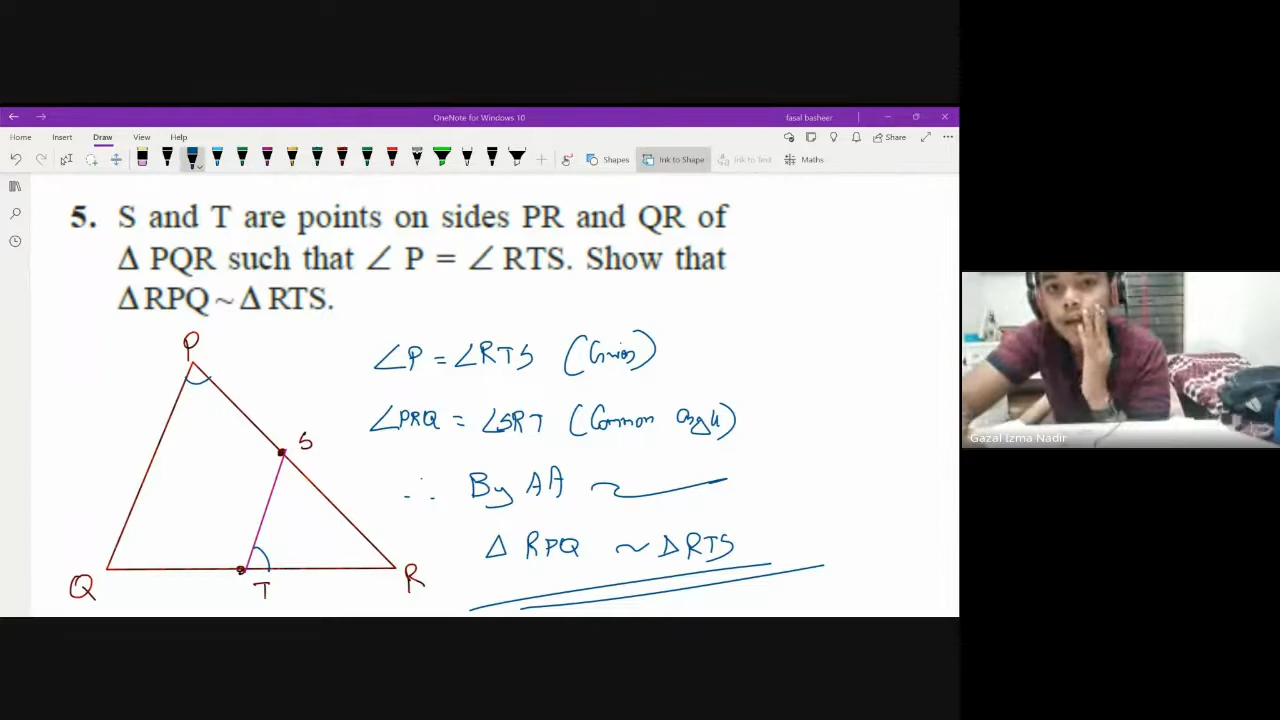 OneNote for Windows 10
fasal basheer
Home Insert Draw View Help
Share
Shapes
Ink to Shape
Ink to Text
Maths
5. S and T are points on sides PR and QR of
Δ PQR such that ∠ P = ∠ RTS. Show that
Δ RPQ ~ Δ RTS.
P
S
Q
T
R
∠P = ∠RTS (Given)
∠PRQ = ∠SRT (Common angle)
∴ By AA ~
Δ RPQ ~ Δ RTS
Gazal Izma Nadir